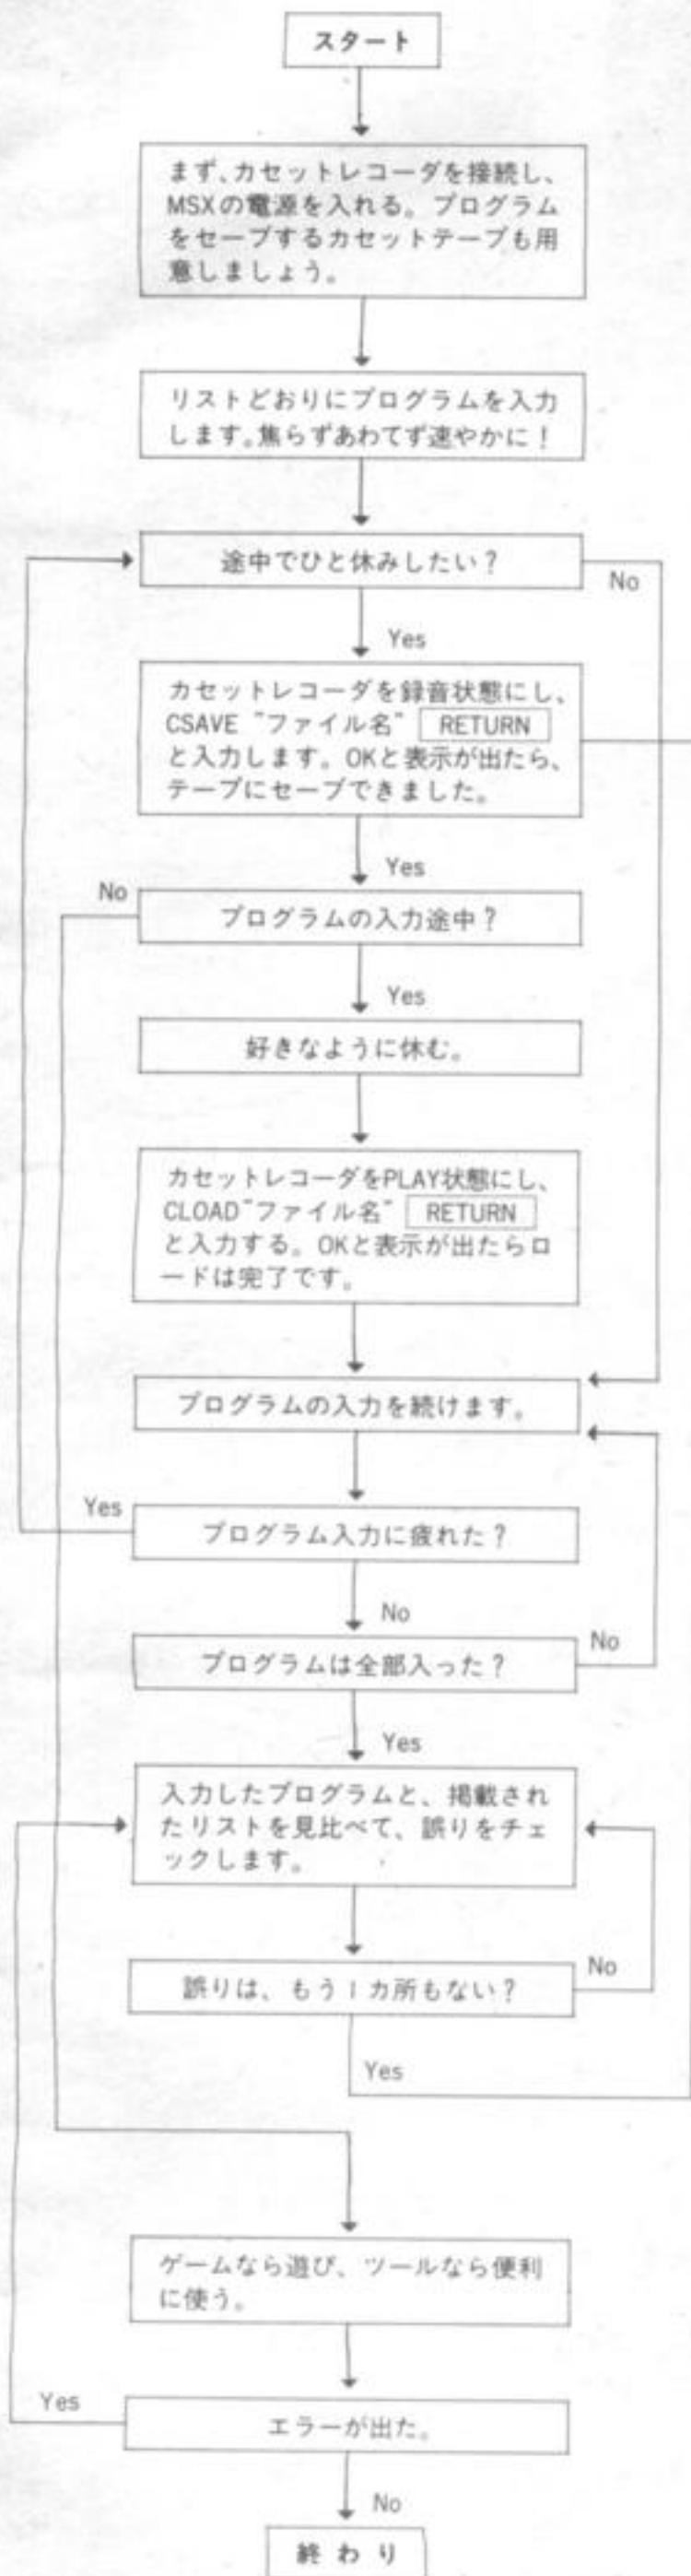 スタート
まず、カセットレコーダを接続し、
MSXの電源を入れる。プログラム
をセーブするカセットテープも用
意しましょう。
リストどおりにプログラムを入力
します。焦らずあわてず速やかに！
途中でひと休みしたい？
No
Yes
カセットレコーダを録音状態にし、
CSAVE "ファイル名" RETURN
と入力します。OKと表示が出たら、
テープにセーブできました。
Yes
No
プログラムの入力途中？
Yes
好きなように休む。
カセットレコーダをPLAY状態にし、
CLOAD"ファイル名" RETURN
と入力する。OKと表示が出たらロ
ードは完了です。
プログラムの入力を続けます。
Yes
プログラム入力に疲れた？
No
プログラムは全部入った？
No
Yes
入力したプログラムと、掲載され
たリストを見比べて、誤りをチェ
ックします。
誤りは、もう1カ所もない？
No
Yes
ゲームなら遊び、ツールなら便利
に使う。
Yes
エラーが出た。
No
終わり